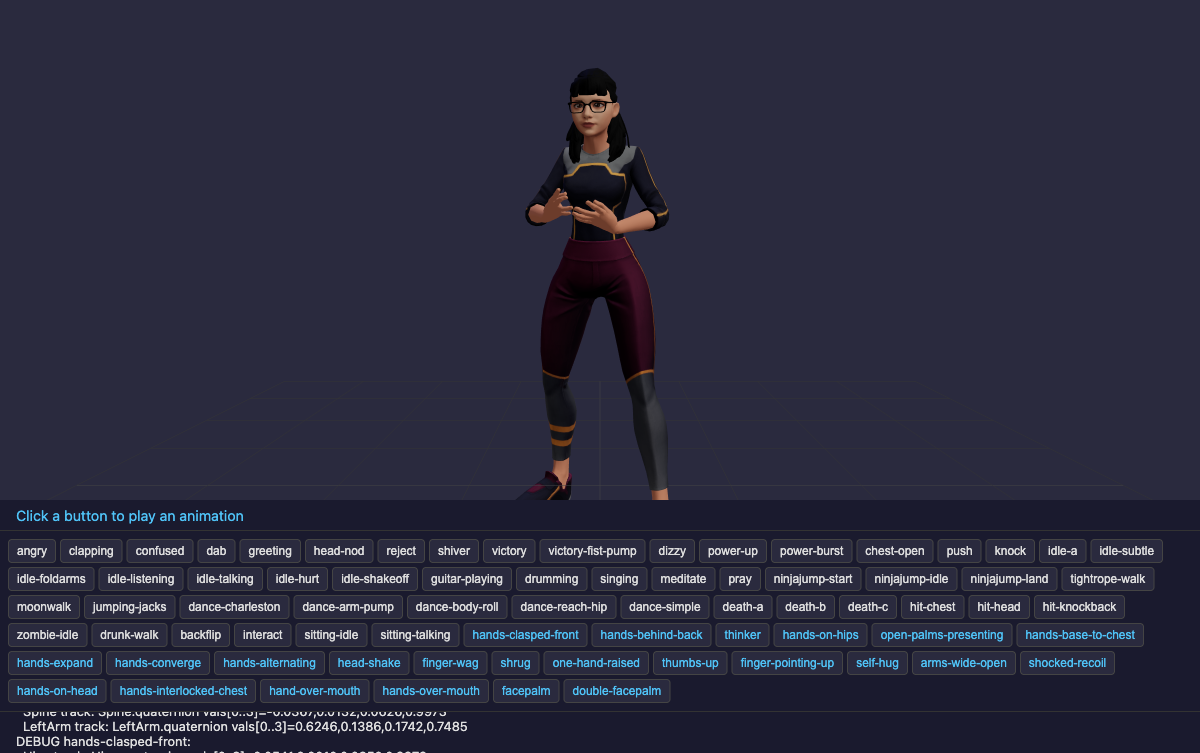 Click a button to play an animation
angry clapping confused dab greeting head-nod reject shiver victory victory-fist-pump dizzy power-up power-burst chest-open push knock idle-a idle-subtle
idle-foldarms idle-listening idle-talking idle-hurt idle-shakeoff guitar-playing drumming singing meditate pray ninjajump-start ninjajump-idle ninjajump-land tightrope-walk
moonwalk jumping-jacks dance-charleston dance-arm-pump dance-body-roll dance-reach-hip dance-simple death-a death-b death-c hit-chest hit-head hit-knockback
zombie-idle drunk-walk backflip interact sitting-idle sitting-talking hands-clasped-front hands-behind-back thinker hands-on-hips open-palms-presenting hands-base-to-chest
hands-expand hands-converge hands-alternating head-shake finger-wag shrug one-hand-raised thumbs-up finger-pointing-up self-hug arms-wide-open shocked-recoil
hands-on-head hands-interlocked-chest hand-over-mouth hands-over-mouth facepalm double-facepalm
Spine track: Spine.quaternion
LeftArm track: LeftArm.quaternion vals[0..3]=0.6246,0.1386,0.1742,0.7485
DEBUG hands-clasped-front: